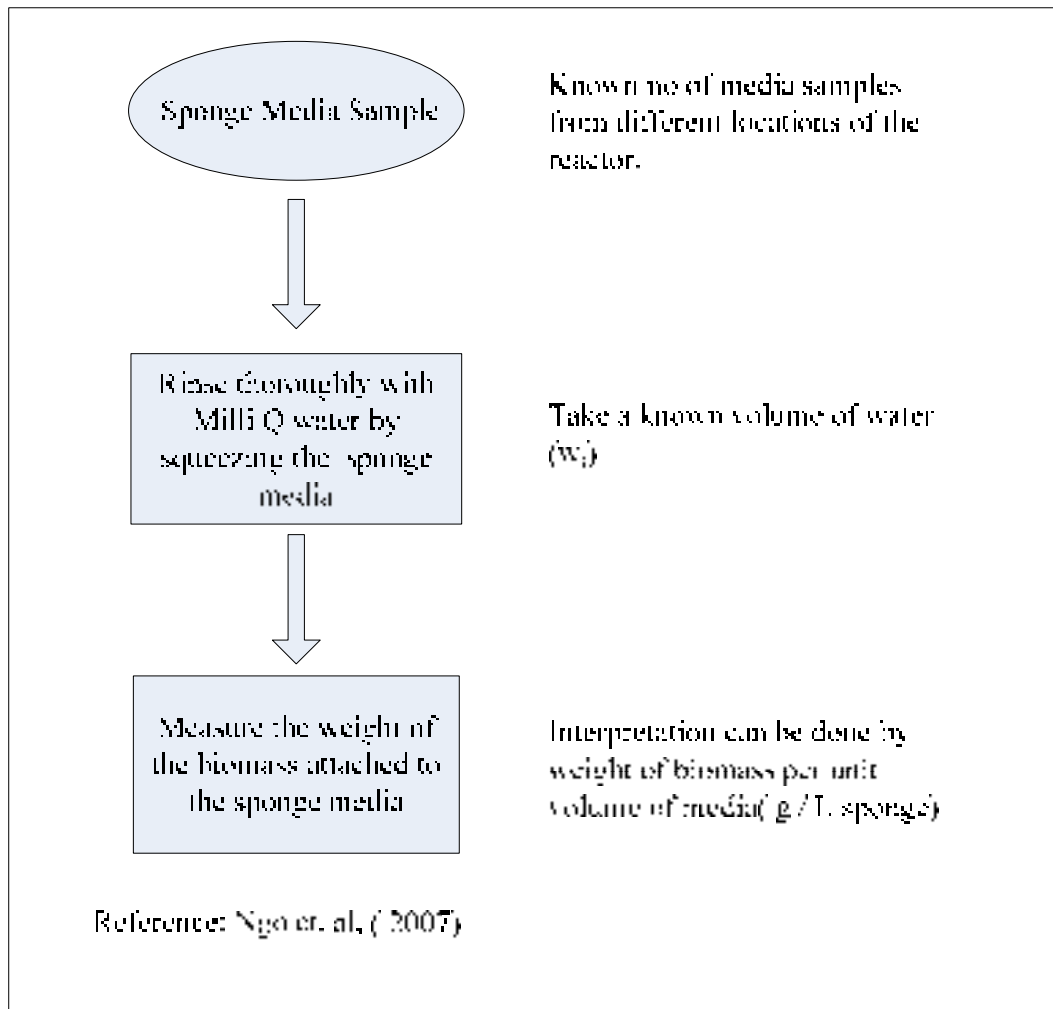 Sponge Media Sample
Known no of media samples
from different locations of the
reactor.
Rinse thoroughly with
Milli Q water by
squeezing the sponge
media
Take a known volume of water
(wᵢ)
Measure the weight of
the biomass attached to
the sponge media
Interpretation can be done by
weight of biomass per unit
volume of media( g / L sponge)
Reference: Ngo et. al, ( 2007)